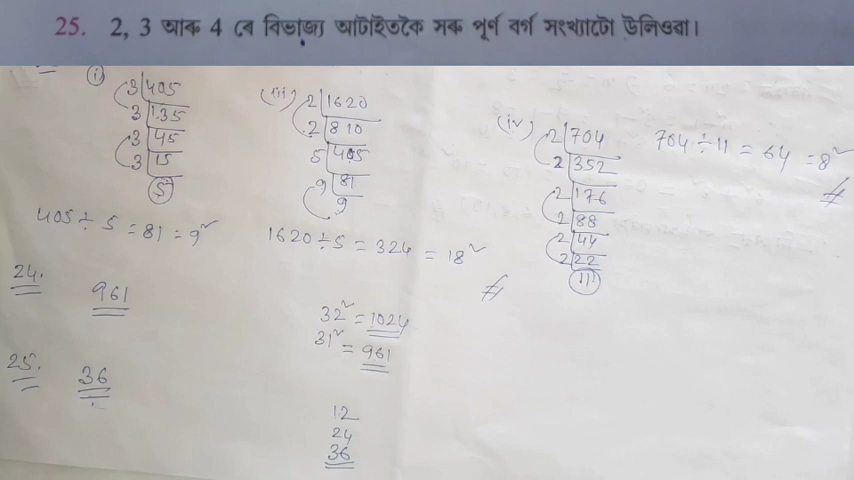 25. 2, 3 আৰু 4 ৰে বিভাজ্য আটাইতকৈ সৰু পূৰ্ণ বৰ্গ সংখ্যাটো উলিওৱা।
(i)
3 405
3 135
3 45
3 15
5
405 ÷ 5 = 81 = 9²
(iii) 2 1620
2 810
5 405
9 81
9
1620 ÷ 5 = 324 = 18²
(iv) 2 704
2 352
2 176
2 88
2 44
2 22
11
704 ÷ 11 = 64 = 8²
24. 961
32² = 1024
31² = 961
25. 36
12
24
36